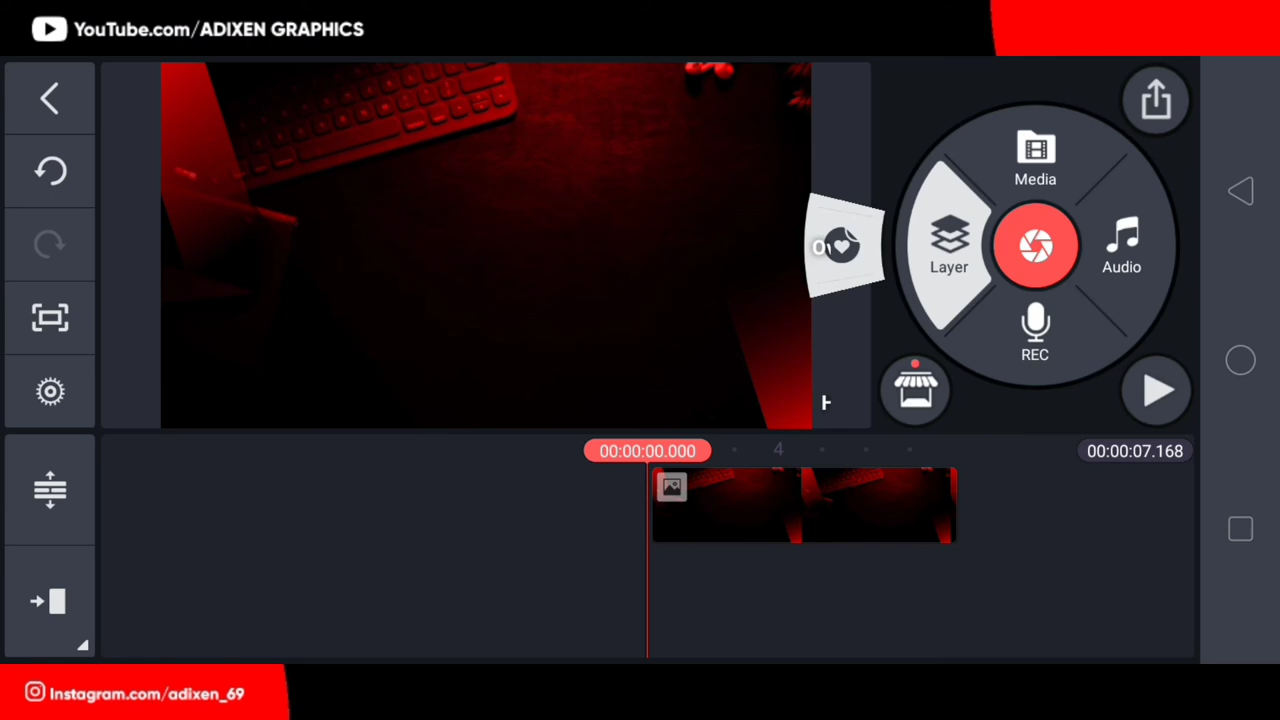 YouTube.com/ADIXEN GRAPHICS
Media
Layer
Audio
REC
00:00:00.000
4
00:00:07.168
Instagram.com/adixen_69